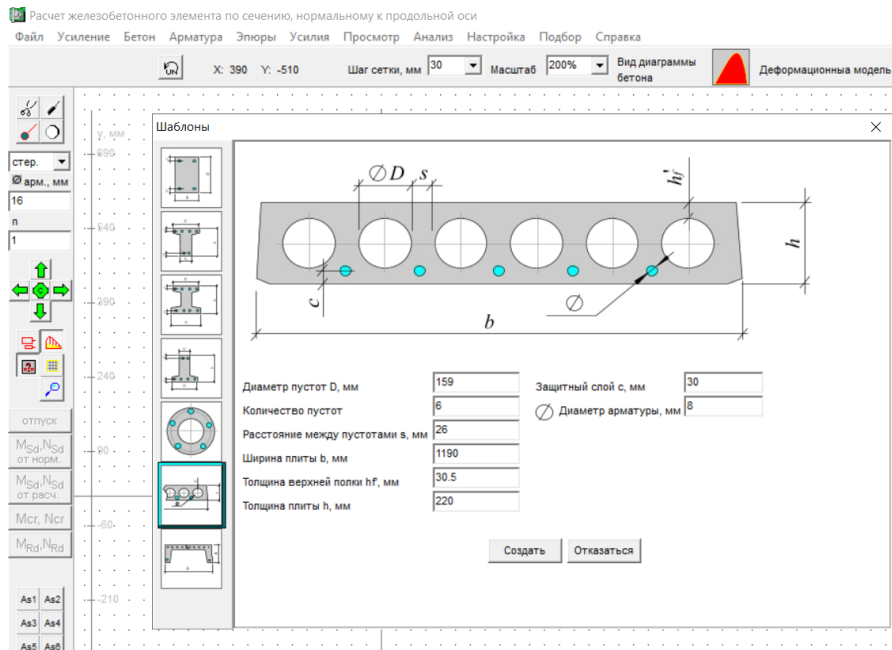 Расчет железобетонного элемента по сечению, нормальному к продольной оси
Файл Усиление Бетон Арматура Эпюры Усилия Просмотр Анализ Настройка Подбор Справка
UN X: 390 Y: -510 Шаг сетки, мм 30 Масштаб 200% Вид диаграммы
бетона
Деформационныа модель
y, мм
690
540
390
240
90
-60
-210
стер.
Ø арм., мм
16
n
1
C
отпуск
MSd,NSd
от норм.
MSd,NSd
от расч.
Mcr, Ncr
MRd,NRd
As1 As2
As3 As4
As5 As6
Шаблоны
∅ D s hf'
h
c
∅
b
Диаметр пустот D, мм 159
Количество пустот 6
Расстояние между пустотами s, мм 26
Ширина плиты b, мм 1190
Толщина верхней полки hf', мм 30.5
Толщина плиты h, мм 220
Защитный слой c, мм 30
∅ Диаметр арматуры, мм 8
Создать Отказаться